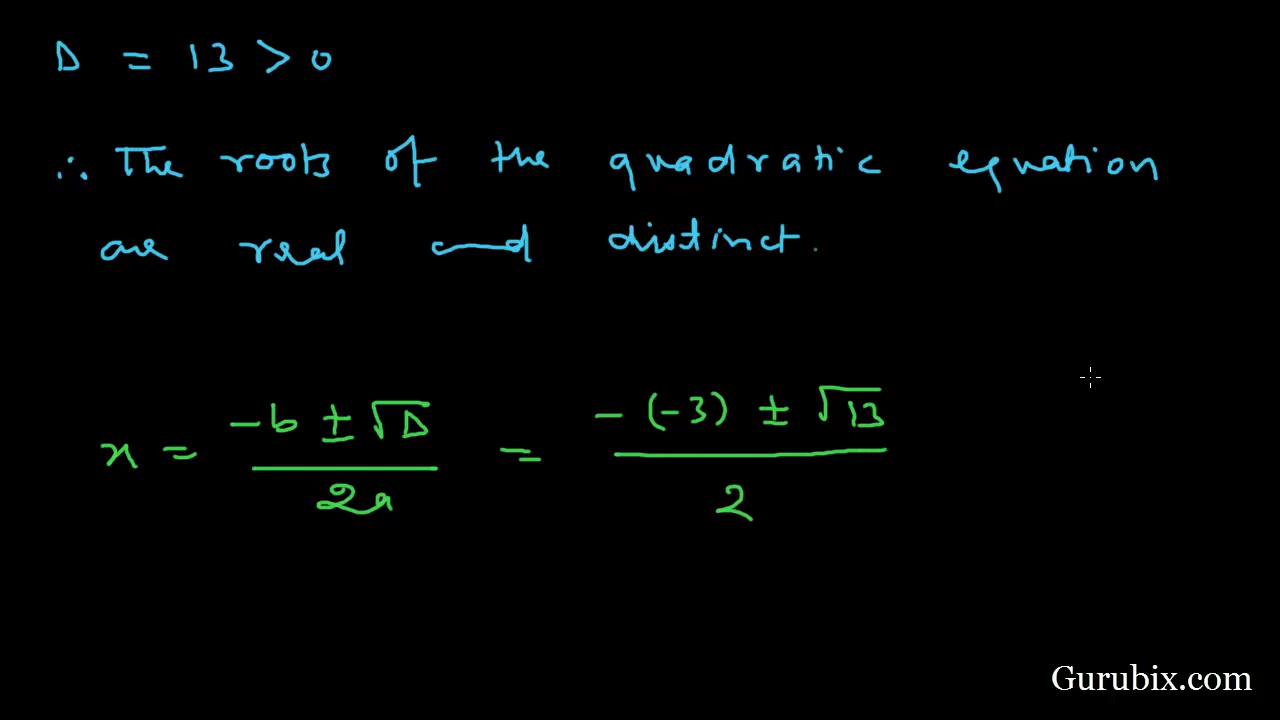 D = 13 > 0
∴ The roots of the quadratic equation
are real and distinct.
x = (-b ± √D) / 2a = (-(-3) ± √13) / 2
Gurubix.com